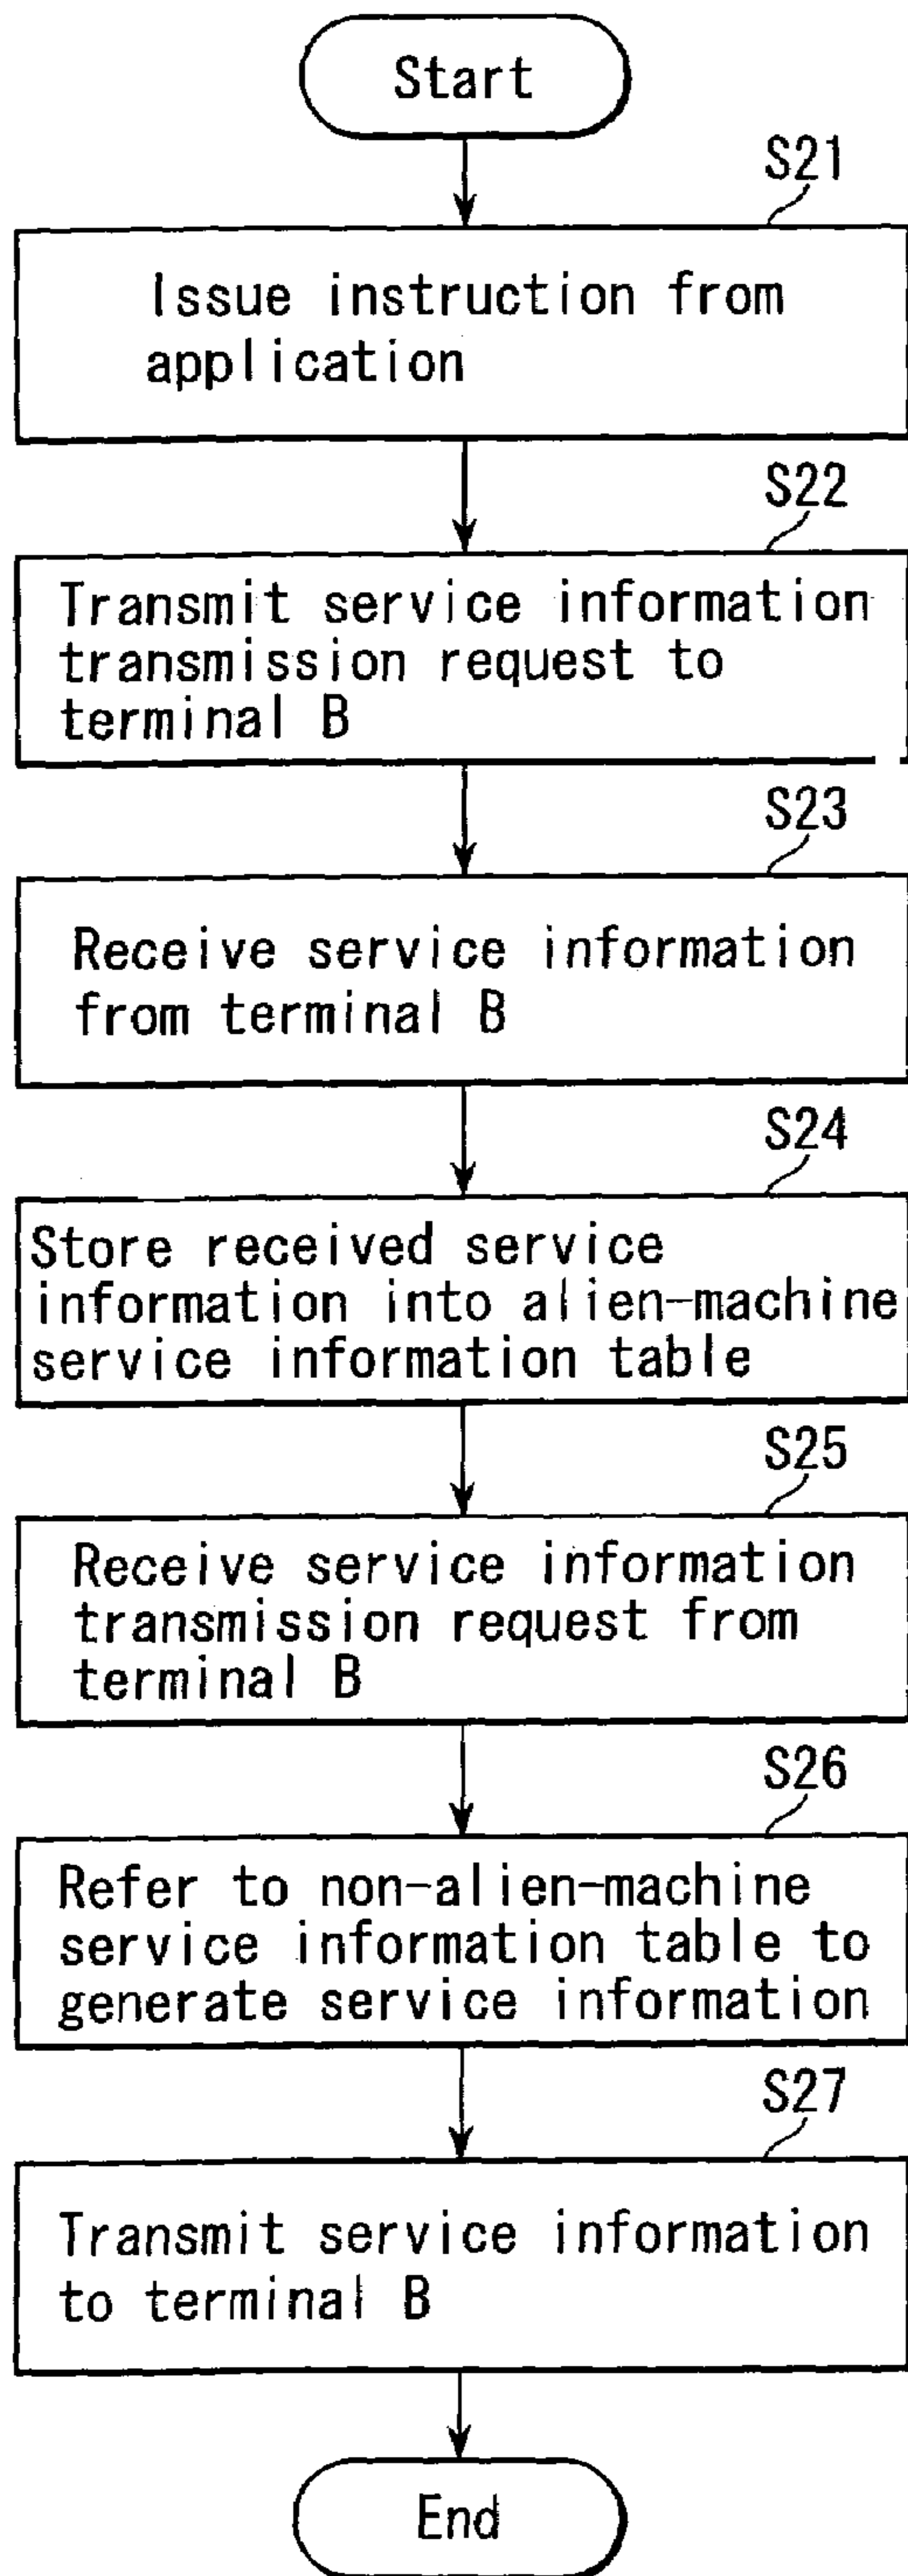 Start
S21
Issue instruction from
application
S22
Transmit service information
transmission request to
terminal B
S23
Receive service information
from terminal B
S24
Store received service
information into alien-machine
service information table
S25
Receive service information
transmission request from
terminal B
S26
Refer to non-alien-machine
service information table to
generate service information
S27
Transmit service information
to terminal B
End